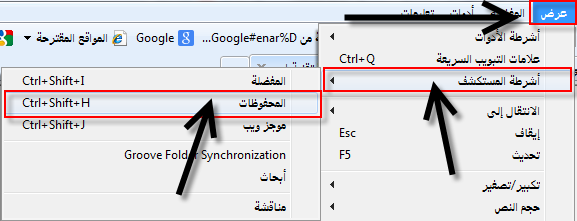 عرض المفضلة أدوات تعليمات
من Google#enar%D... Google المواقع المقترحة
أشرطة الأدوات
علامات التبويب السريعة Ctrl+Q
أشرطة المستكشف
الانتقال إلى
إيقاف Esc
تحديث F5
تكبير/تصغير
حجم النص
المفضلة Ctrl+Shift+I
المحفوظات Ctrl+Shift+H
موجز ويب Ctrl+Shift+J
Groove Folder Synchronization
أبحاث
مناقشة